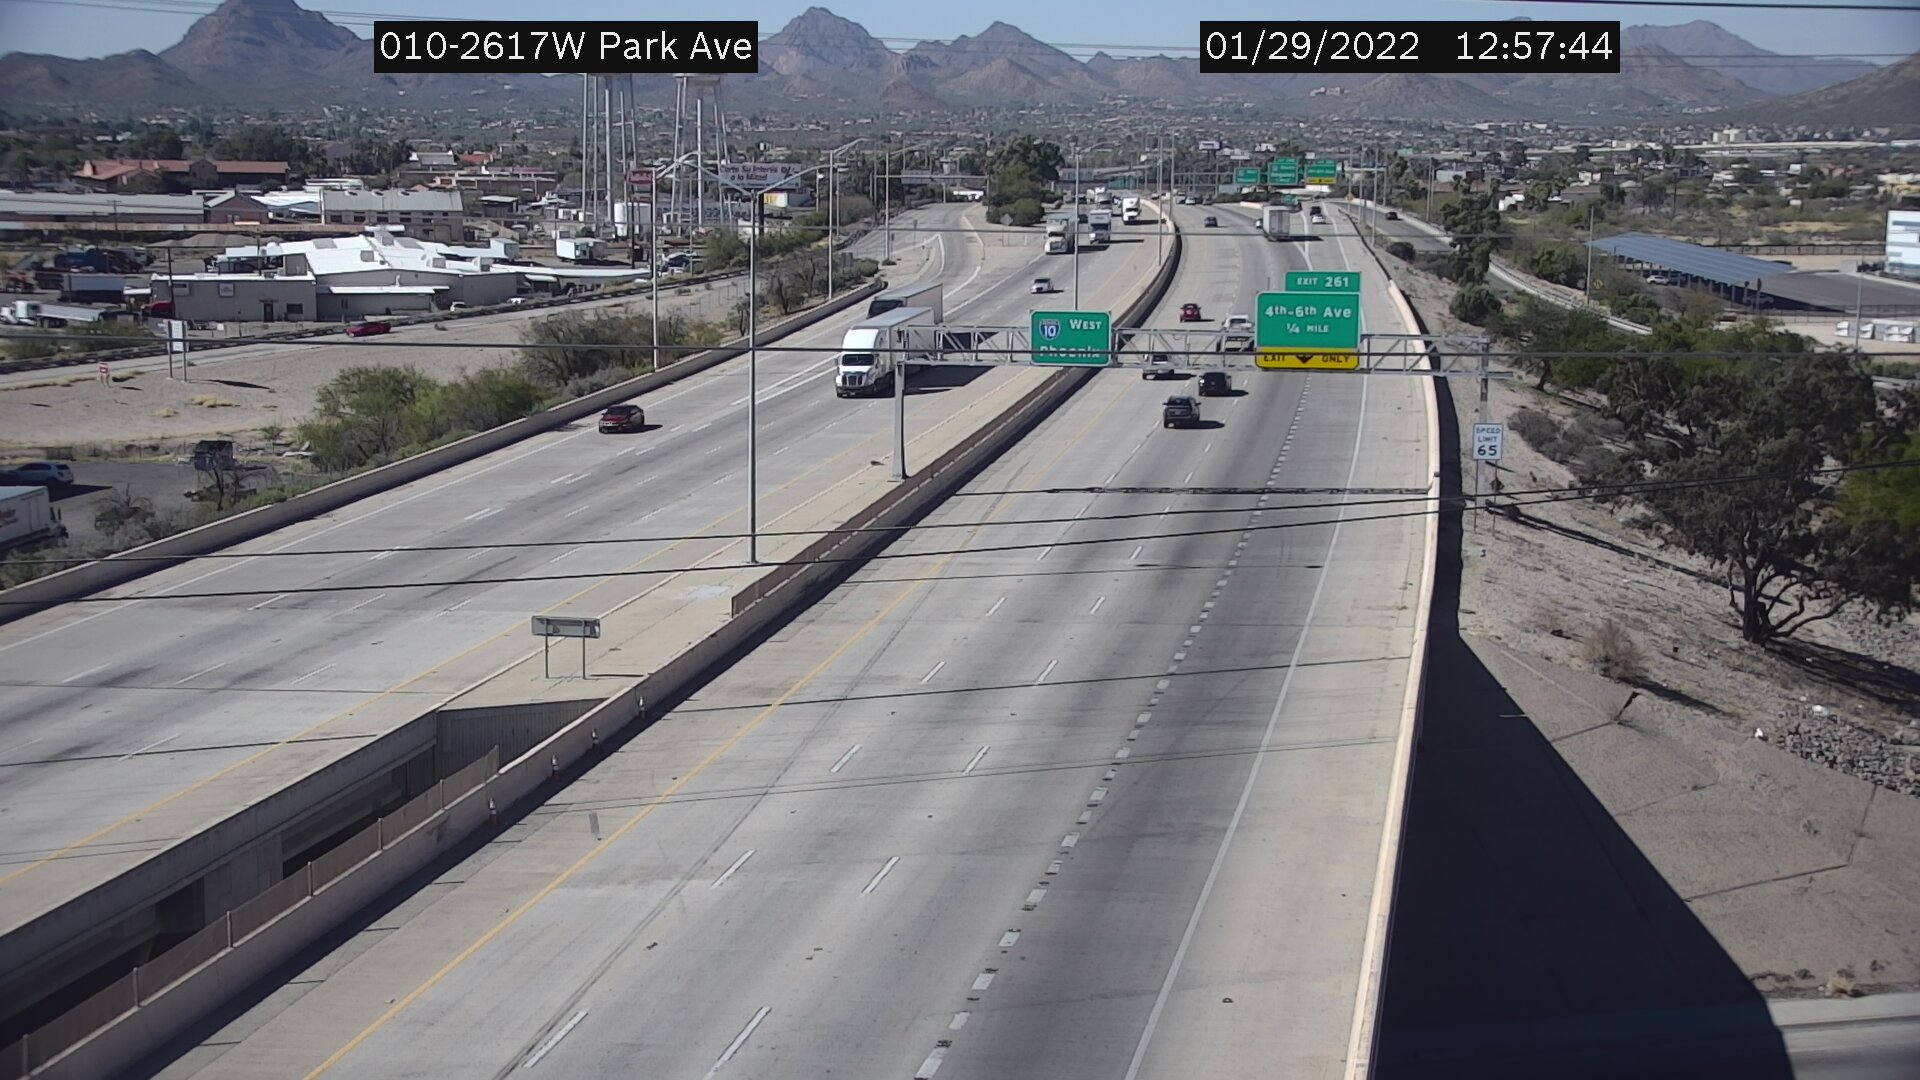 010-2617W Park Ave
01/29/2022 12:57:44
EXIT 261
10
WEST
Phoenix
4th-6th Ave
1/4 MILE
EXIT ONLY
SPEED
LIMIT
65